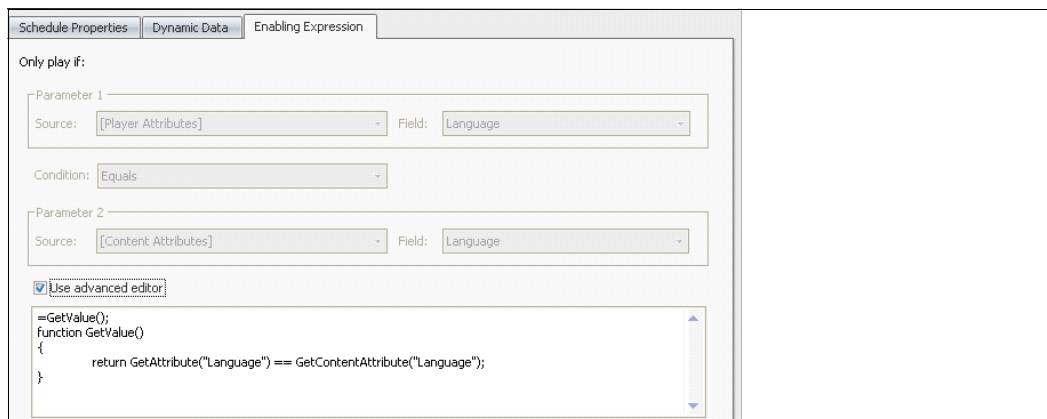 Schedule Properties Dynamic Data Enabling Expression
Only play if:
Parameter 1
Source: [Player Attributes] Field: Language
Condition: Equals
Parameter 2
Source: [Content Attributes] Field: Language
Use advanced editor
=GetValue();
function GetValue()
{
return GetAttribute("Language") == GetContentAttribute("Language");
}